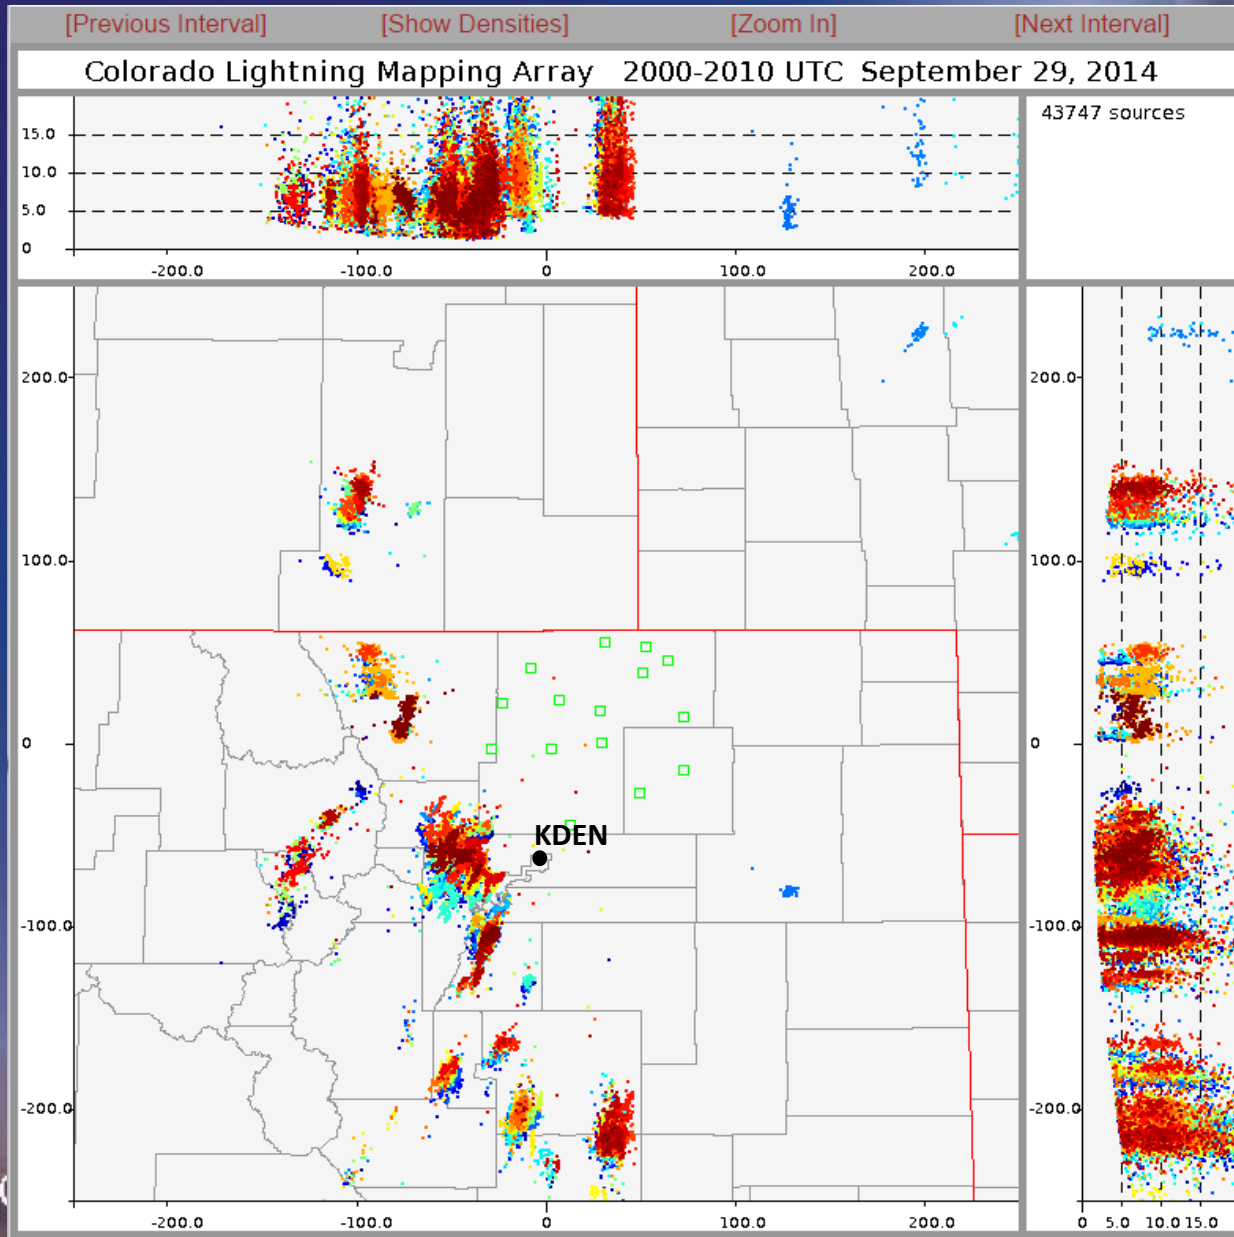 [Previous Interval] [Show Densities] [Zoom In] [Next Interval]
Colorado Lightning Mapping Array 2000-2010 UTC September 29, 2014
43747 sources
15.0
10.0
5.0
0
-200.0 -100.0 0 100.0 200.0
200.0
100.0
0
-100.0
-200.0
KDEN
-200.0 -100.0 0 100.0 200.0
200.0
100.0
0
-100.0
-200.0
0 5.0 10.0 15.0